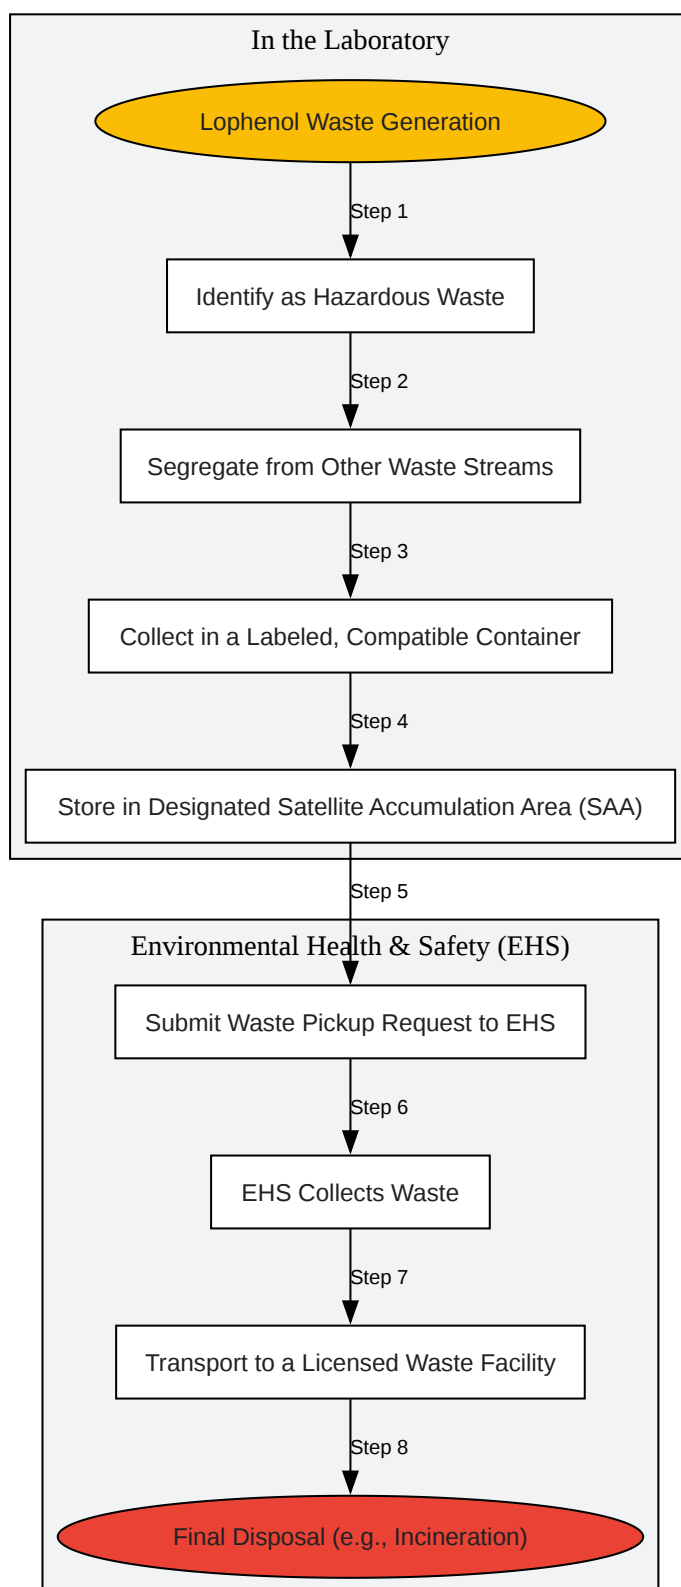 In the Laboratory
Lophenol Waste Generation
Step 1
Identify as Hazardous Waste
Step 2
Segregate from Other Waste Streams
Step 3
Collect in a Labeled, Compatible Container
Step 4
Store in Designated Satellite Accumulation Area (SAA)
Step 5
Environmental Health & Safety (EHS)
Submit Waste Pickup Request to EHS
Step 6
EHS Collects Waste
Step 7
Transport to a Licensed Waste Facility
Step 8
Final Disposal (e.g., Incineration)